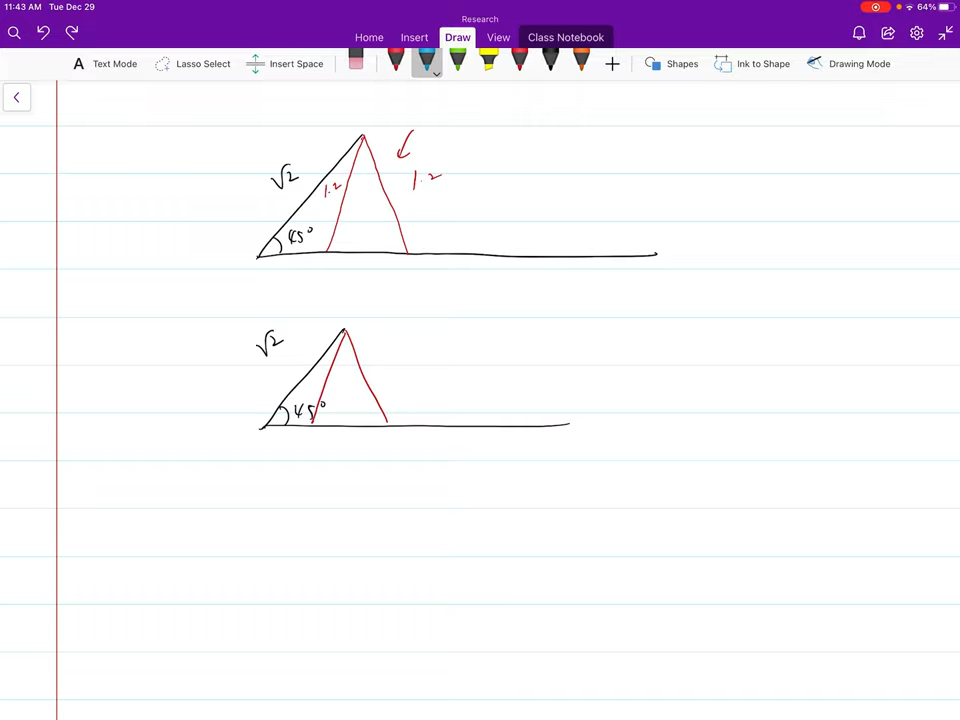 11:43 AM Tue Dec 29
64%
Research
Home Insert Draw View Class Notebook
Text Mode Lasso Select Insert Space Shapes Ink to Shape Drawing Mode
√2
1.2
1.2
45°
√2
45°